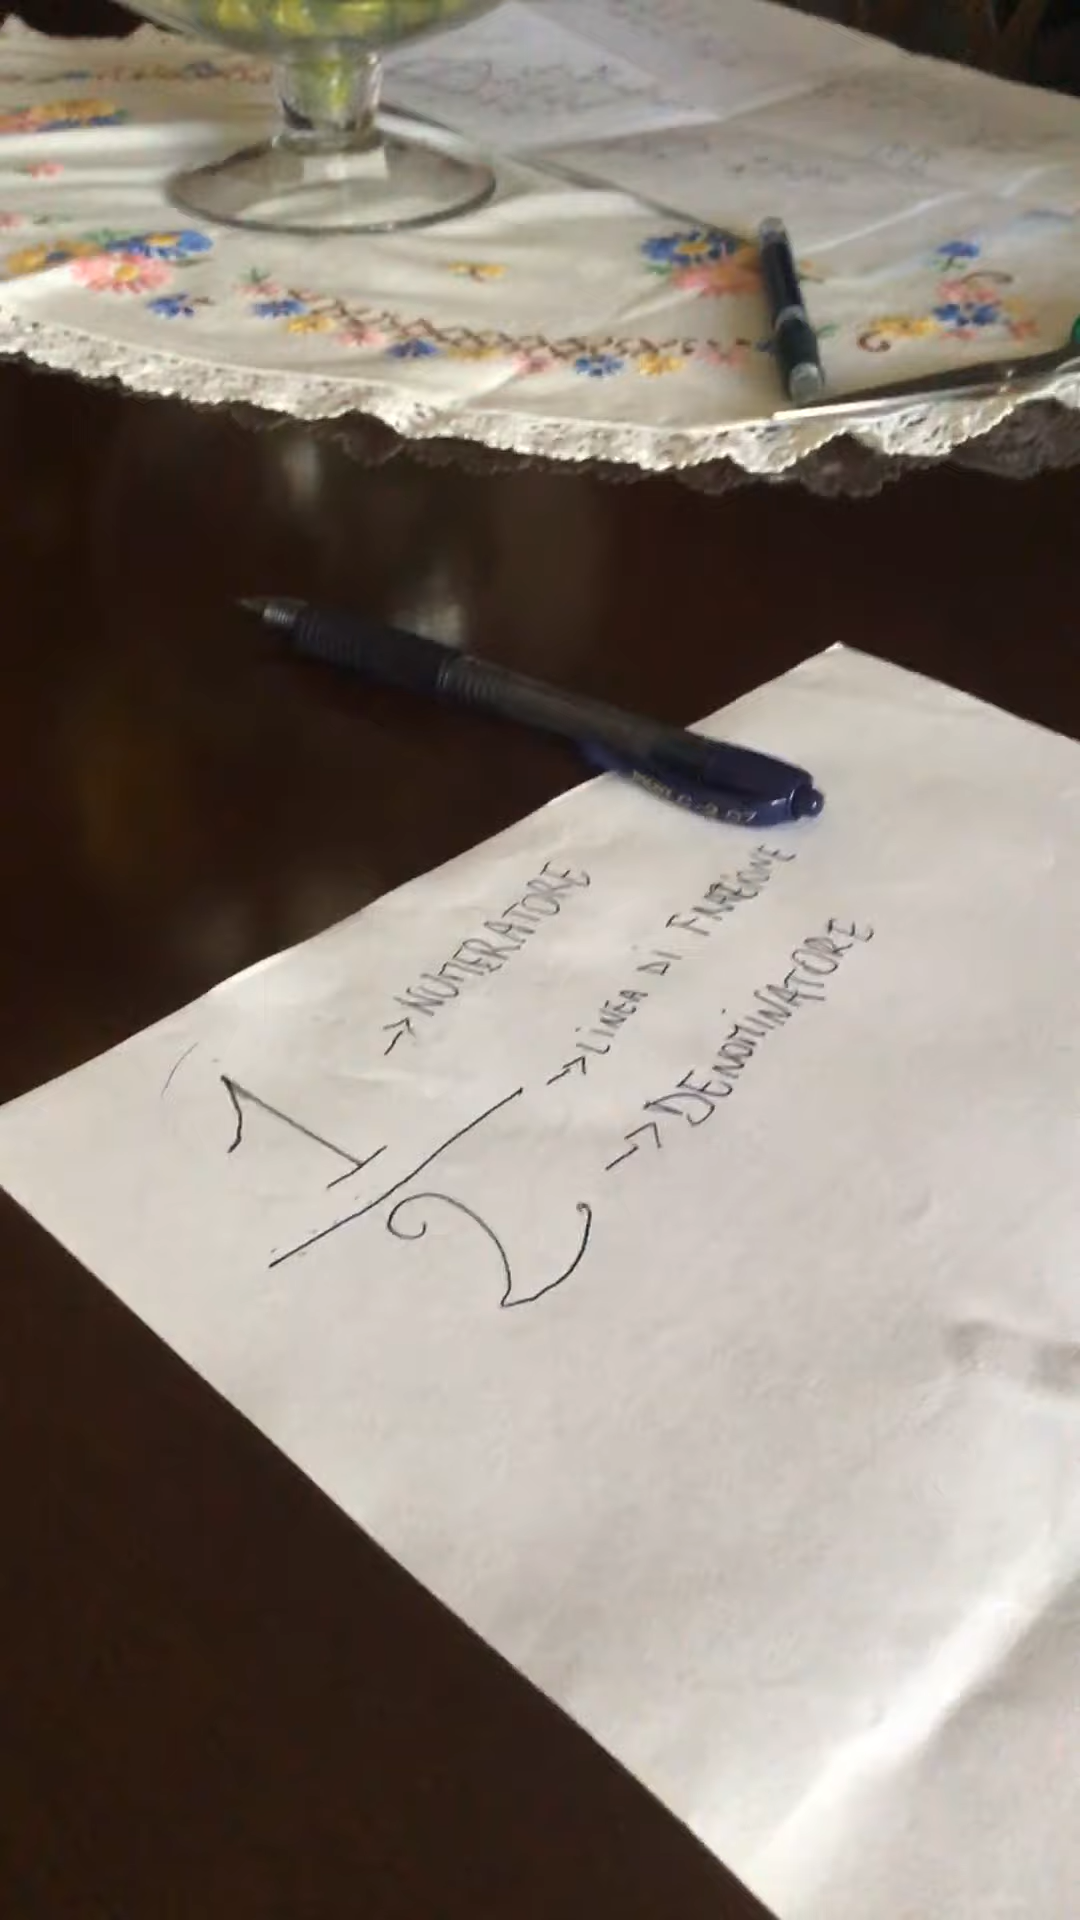 1 → NUMERATORE
→ LINEA DI FRAZIONE
2 → DENOMINATORE